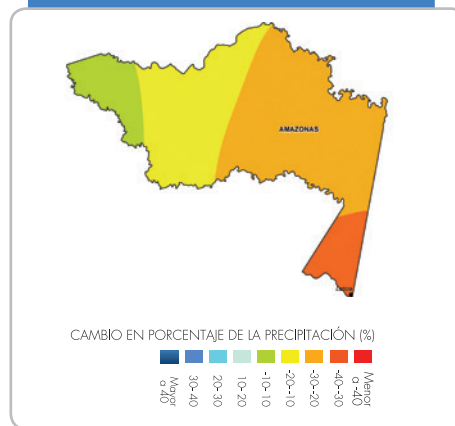 AMAZONAS
CAMBIO EN PORCENTAJE DE LA PRECIPITACIÓN (%)
Mayor a 40
30- 40
20- 30
10- 20
-10- 10
-20--10
-30--20
-40--30
Menor a -40